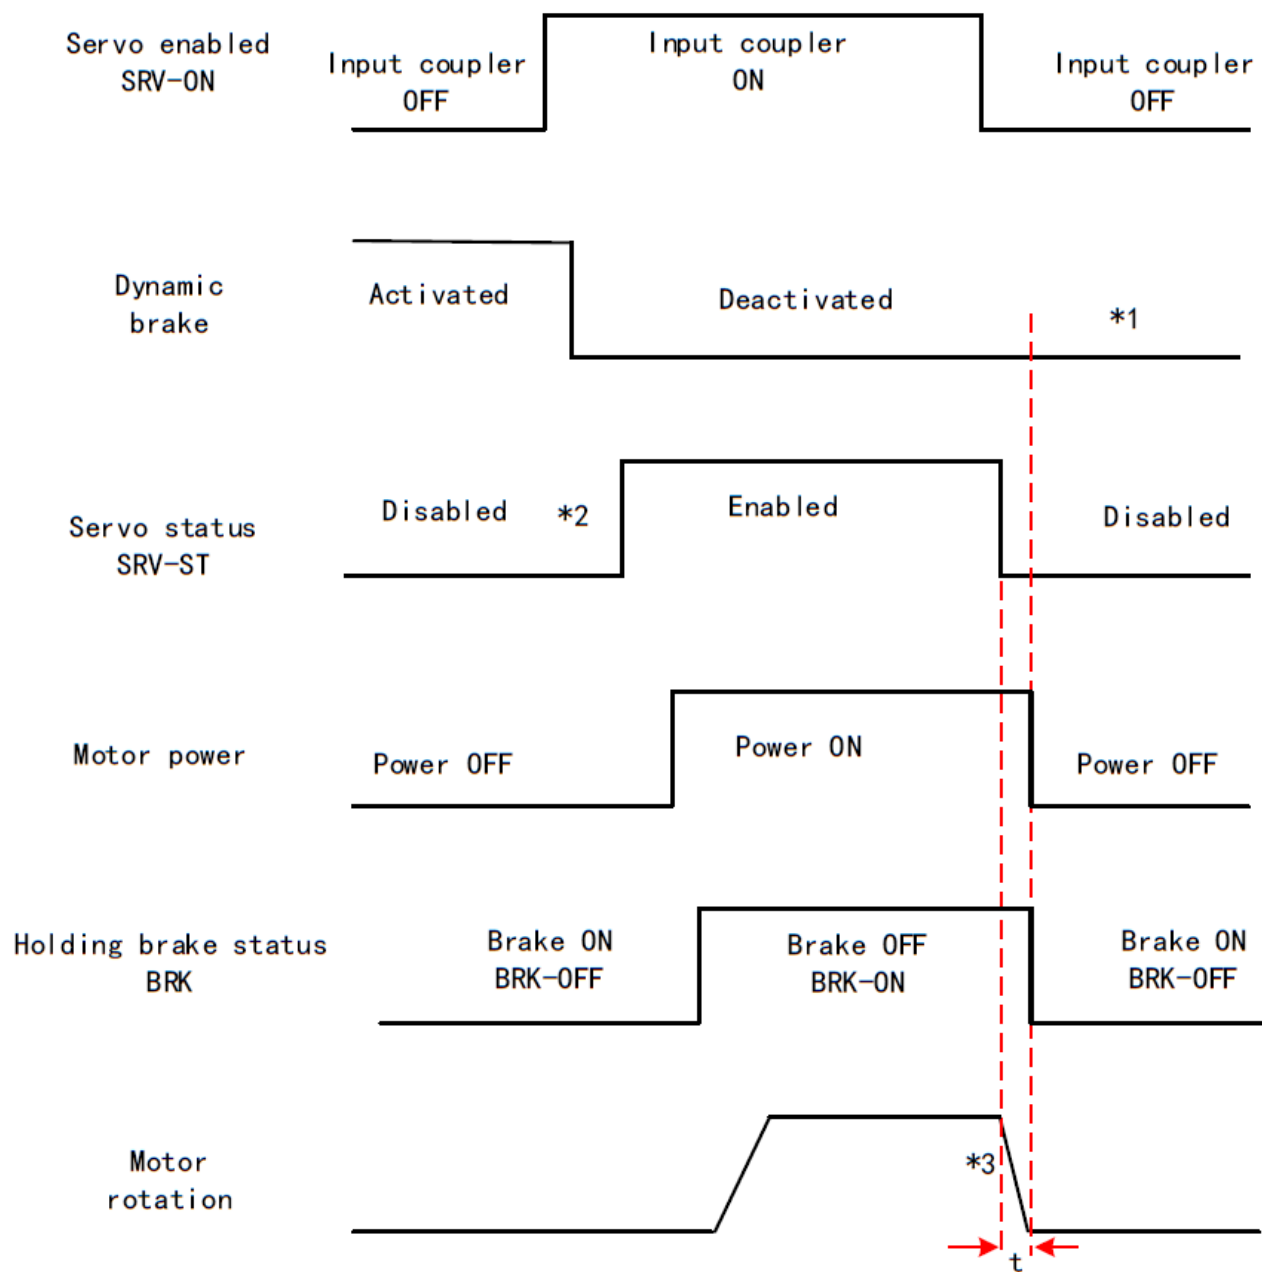 Servo enabled
SRV-ON
Input coupler
OFF
Input coupler
ON
Input coupler
OFF
Dynamic
brake
Activated
Deactivated
*1
Servo status
SRV-ST
Disabled
*2
Enabled
Disabled
Motor power
Power OFF
Power ON
Power OFF
Holding brake status
BRK
Brake ON
BRK-OFF
Brake OFF
BRK-ON
Brake ON
BRK-OFF
Motor
rotation
*3
t